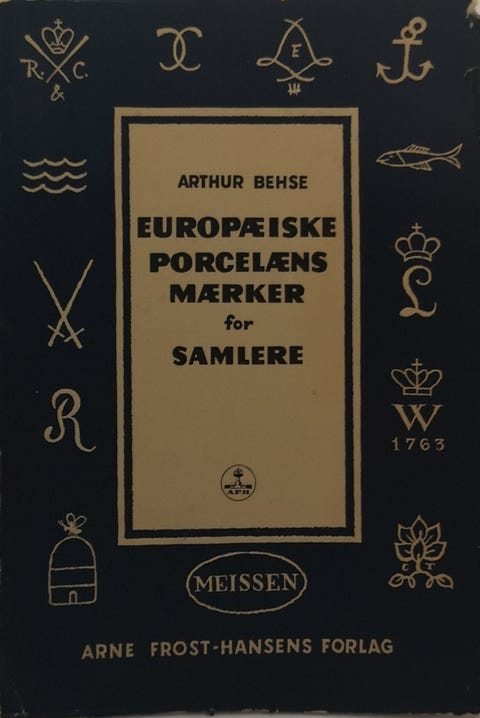 R. C.
&
E
ARTHUR BEHSE
EUROPÆISKE
PORCELÆNS
MÆRKER
for
SAMLERE
L
W
1763
R
AFH
C T
MEISSEN
ARNE FROST-HANSENS FORLAG